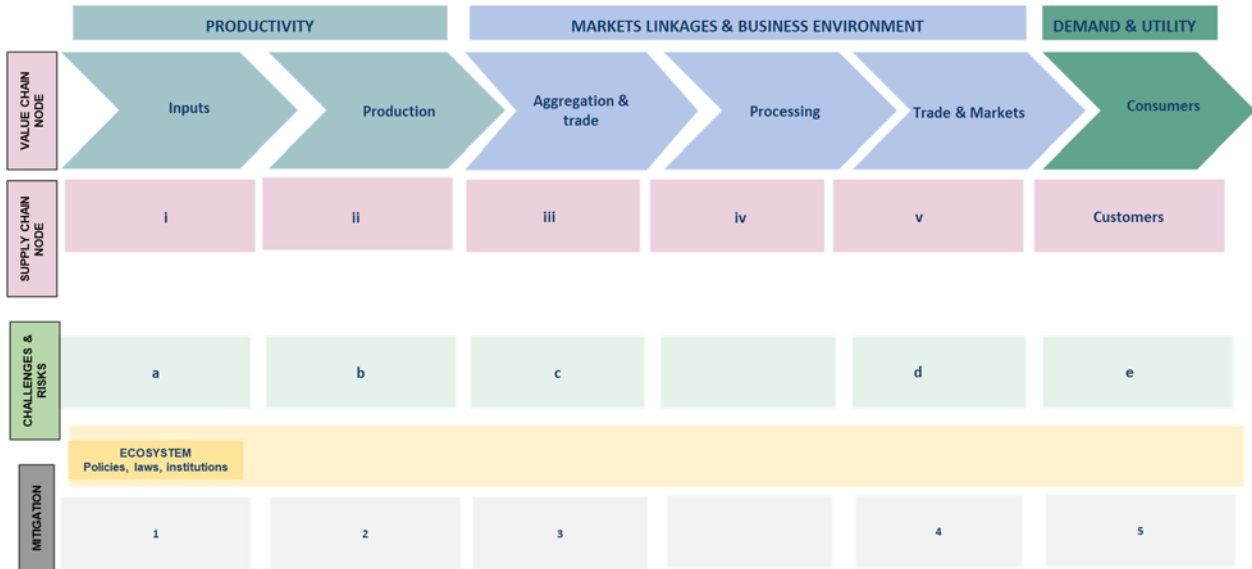 PRODUCTIVITY
MARKETS LINKAGES & BUSINESS ENVIRONMENT
DEMAND & UTILITY
VALUE CHAIN
NODE
Inputs
Production
Aggregation &
trade
Processing
Trade & Markets
Consumers
SUPPLY CHAIN
NODE
i
ii
iii
iv
v
Customers
CHALLENGES &
RISKS
a
b
c
d
e
ECOSYSTEM
Policies, laws, institutions
MITIGATION
1
2
3
4
5